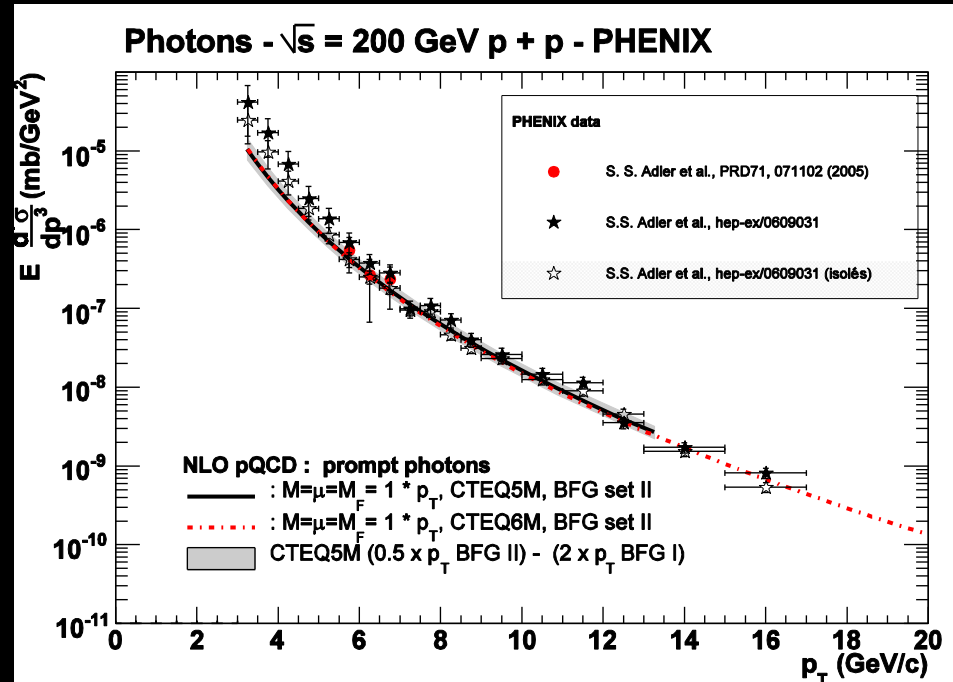 Photons - √s = 200 GeV p + p - PHENIX
E d³σ/dp³ (mb/GeV²)
10⁻⁵
10⁻⁶
10⁻⁷
10⁻⁸
10⁻⁹
10⁻¹⁰
10⁻¹¹
PHENIX data
S. S. Adler et al., PRD71, 071102 (2005)
S.S. Adler et al., hep-ex/0609031
S.S. Adler et al., hep-ex/0609031 (isolés)
NLO pQCD : prompt photons
: M=μ=M_F= 1 * p_T, CTEQ5M, BFG set II
: M=μ=M_F= 1 * p_T, CTEQ6M, BFG set II
CTEQ5M (0.5 x p_T BFG II) - (2 x p_T BFG I)
0 2 4 6 8 10 12 14 16 18 20
p_T (GeV/c)